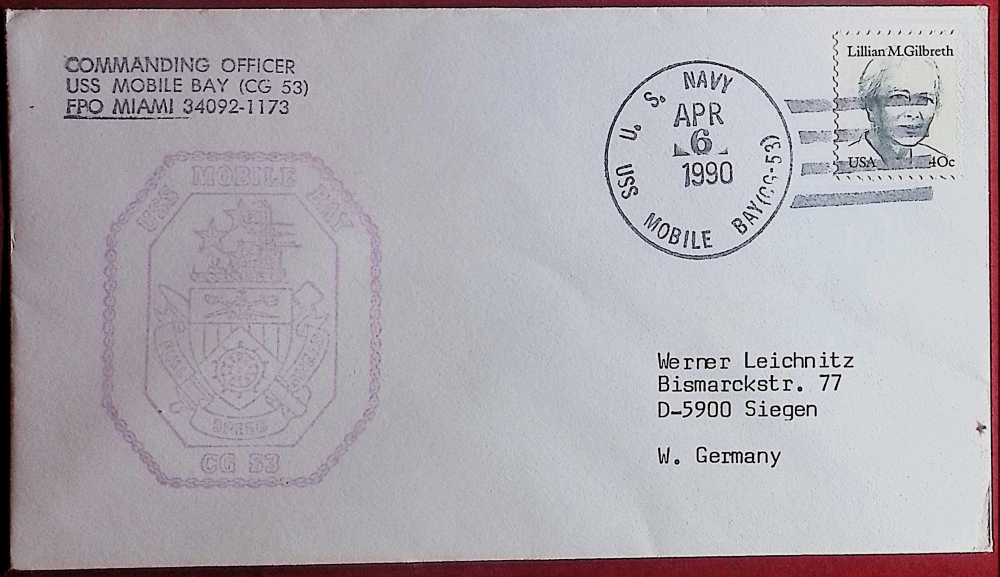 COMMANDING OFFICER
USS MOBILE BAY (CG 53)
FPO MIAMI 34092-1173
USS MOBILE BAY
SPEED
CG 53
U. S. NAVY
APR
6
1990
USS MOBILE BAY (CG-53)
Lillian M. Gilbreth
USA 40c
Werner Leichnitz
Bismarckstr. 77
D-5900 Siegen
W. Germany